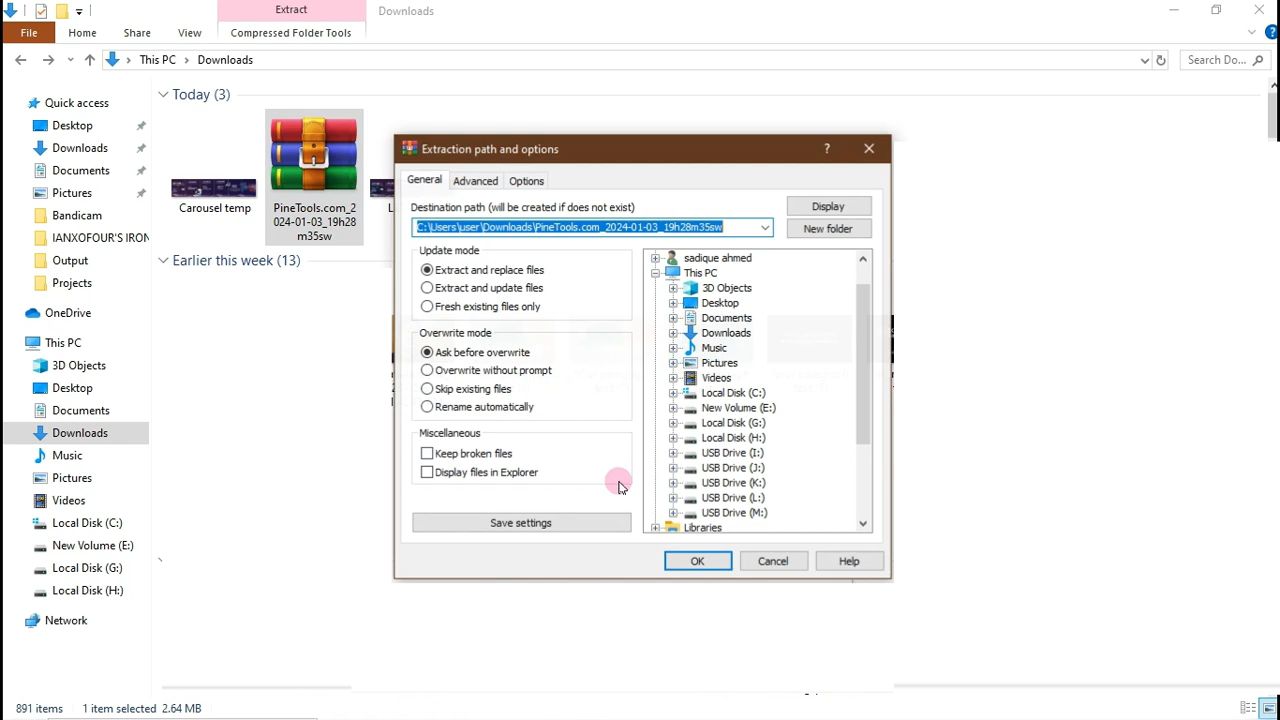 Extract
Downloads
File
Home
Share
View
Compressed Folder Tools
This PC
Downloads
Search Do...
Quick access
Desktop
Downloads
Documents
Pictures
Bandicam
IANXOFOUR'S IRON
Output
Projects
OneDrive
This PC
3D Objects
Desktop
Documents
Downloads
Music
Pictures
Videos
Local Disk (C:)
New Volume (E:)
Local Disk (G:)
Local Disk (H:)
Network
Today (3)
Carousel temp
PineTools.com_2
024-01-03_19h28
m35sw
Earlier this week (13)
Extraction path and options
?
General
Advanced
Options
Destination path (will be created if does not exist)
Display
C:\Users\user\Downloads\PineTools.com_2024-01-03_19h28m35sw
New folder
Update mode
Extract and replace files
Extract and update files
Fresh existing files only
Overwrite mode
Ask before overwrite
Overwrite without prompt
Skip existing files
Rename automatically
Miscellaneous
Keep broken files
Display files in Explorer
Save settings
sadique ahmed
This PC
3D Objects
Desktop
Documents
Downloads
Music
Pictures
Videos
Local Disk (C:)
New Volume (E:)
Local Disk (G:)
Local Disk (H:)
USB Drive (I:)
USB Drive (J:)
USB Drive (K:)
USB Drive (L:)
USB Drive (M:)
Libraries
OK
Cancel
Help
891 items
1 item selected 2.64 MB